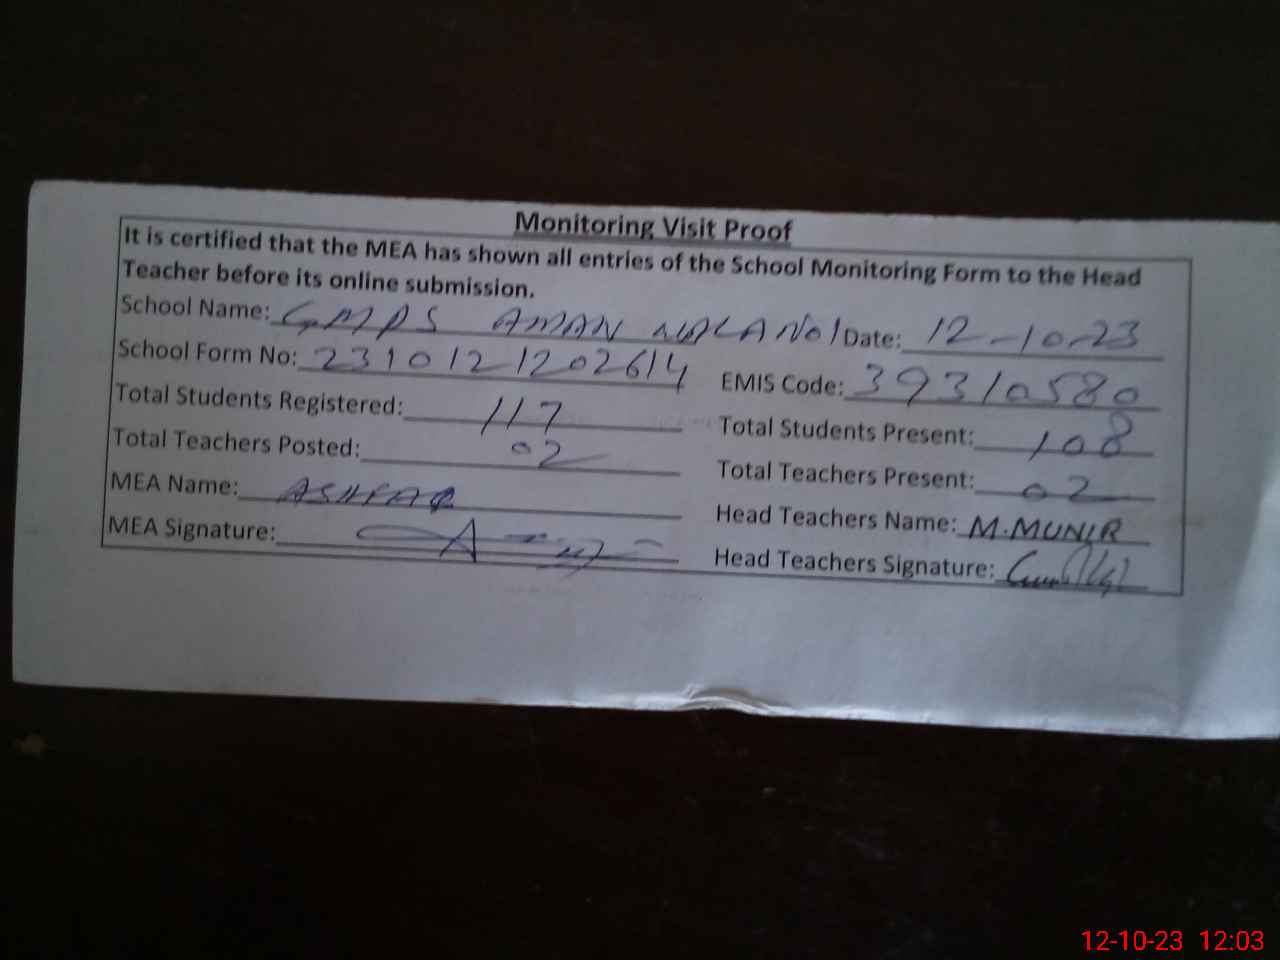 Monitoring Visit Proof
It is certified that the MEA has shown all entries of the School Monitoring Form to the Head
Teacher before its online submission.
School Name: GMPS AMAN WALA No1 Date: 12-10-23
School Form No: 2310121202614 EMIS Code: 39310580
Total Students Registered: 117 Total Students Present: 108
Total Teachers Posted: 02 Total Teachers Present: 02
MEA Name: ASHFAQ Head Teachers Name: M.MUNIR
MEA Signature: Head Teachers Signature:
12-10-23 12:03